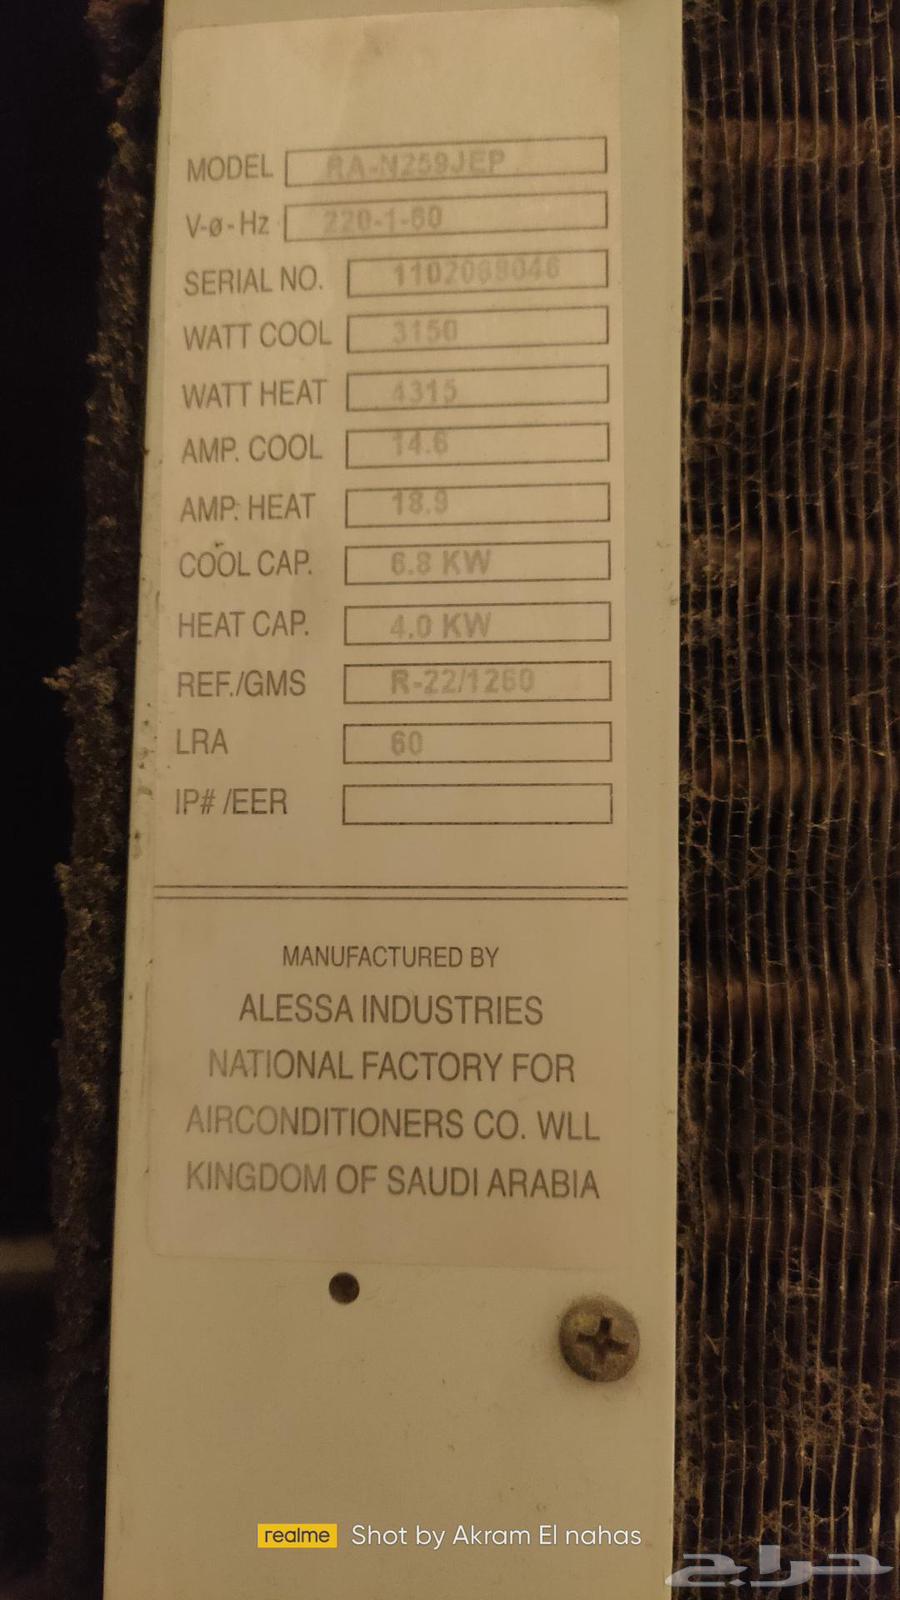 MODEL RA-N259JEP
V-ø-Hz 220-1-60
SERIAL NO. 1102069046
WATT COOL 3150
WATT HEAT 4315
AMP. COOL 14.6
AMP. HEAT 18.9
COOL CAP. 6.8 KW
HEAT CAP. 4.0 KW
REF./GMS R-22/1260
LRA 60
IP# /EER
MANUFACTURED BY
ALESSA INDUSTRIES
NATIONAL FACTORY FOR
AIRCONDITIONERS CO. WLL
KINGDOM OF SAUDI ARABIA
realme Shot by Akram El nahas
حراج